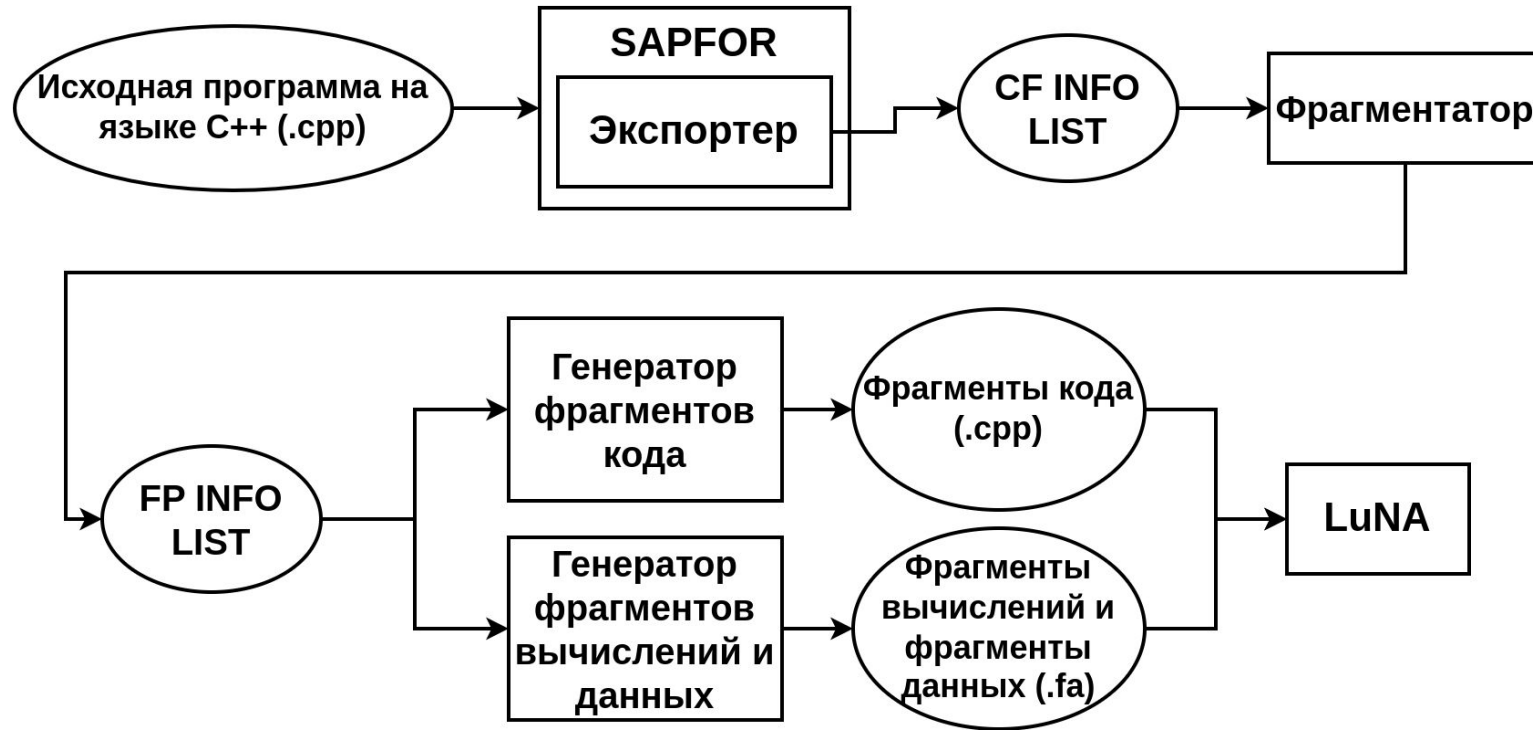 Исходная программа на
языке C++ (.cpp)
SAPFOR
Экспортер
CF INFO
LIST
Фрагментатор
FP INFO
LIST
Генератор
фрагментов
кода
Фрагменты кода
(.cpp)
Генератор
фрагментов
вычислений и
данных
Фрагменты
вычислений и
фрагменты
данных (.fa)
LuNA